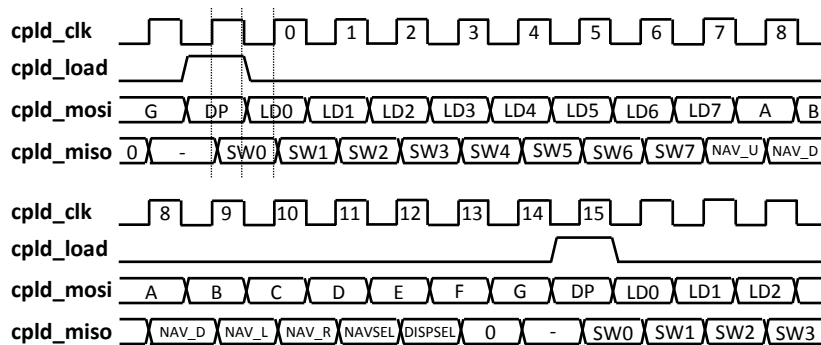 cpld_clk 0 1 2 3 4 5 6 7 8
cpld_load
cpld_mosi G DP LD0 LD1 LD2 LD3 LD4 LD5 LD6 LD7 A B
cpld_miso 0 - SW0 SW1 SW2 SW3 SW4 SW5 SW6 SW7 NAV_U NAV_D
cpld_clk 8 9 10 11 12 13 14 15
cpld_load
cpld_mosi A B C D E F G DP LD0 LD1 LD2
cpld_miso NAV_D NAV_L NAV_R NAVSEL DISPSEL 0 - SW0 SW1 SW2 SW3